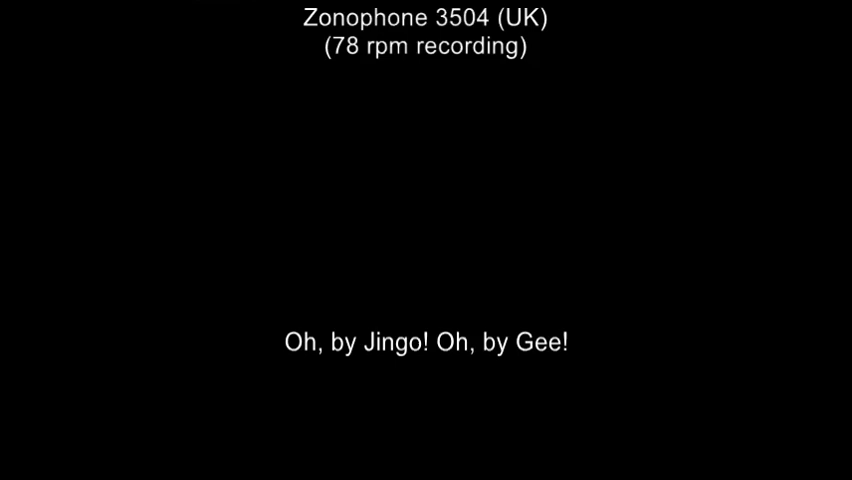 Zonophone 3504 (UK)
(78 rpm recording)
Oh, by Jingo! Oh, by Gee!